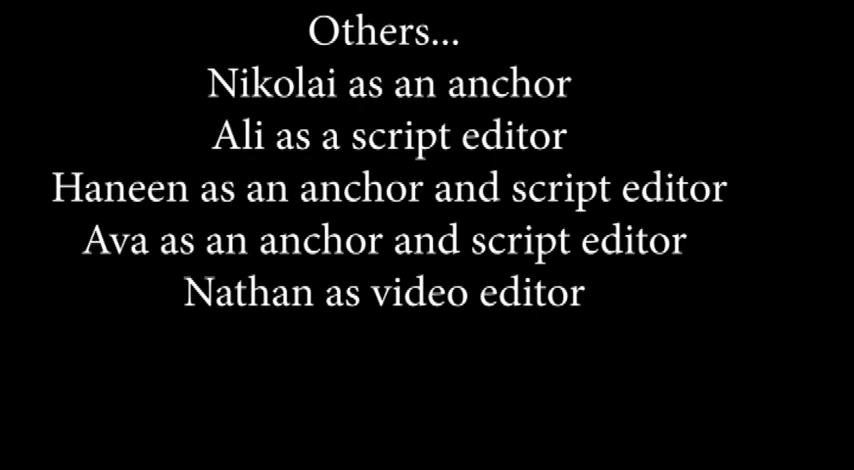 Others...
Nikolai as an anchor
Ali as a script editor
Haneen as an anchor and script editor
Ava as an anchor and script editor
Nathan as video editor